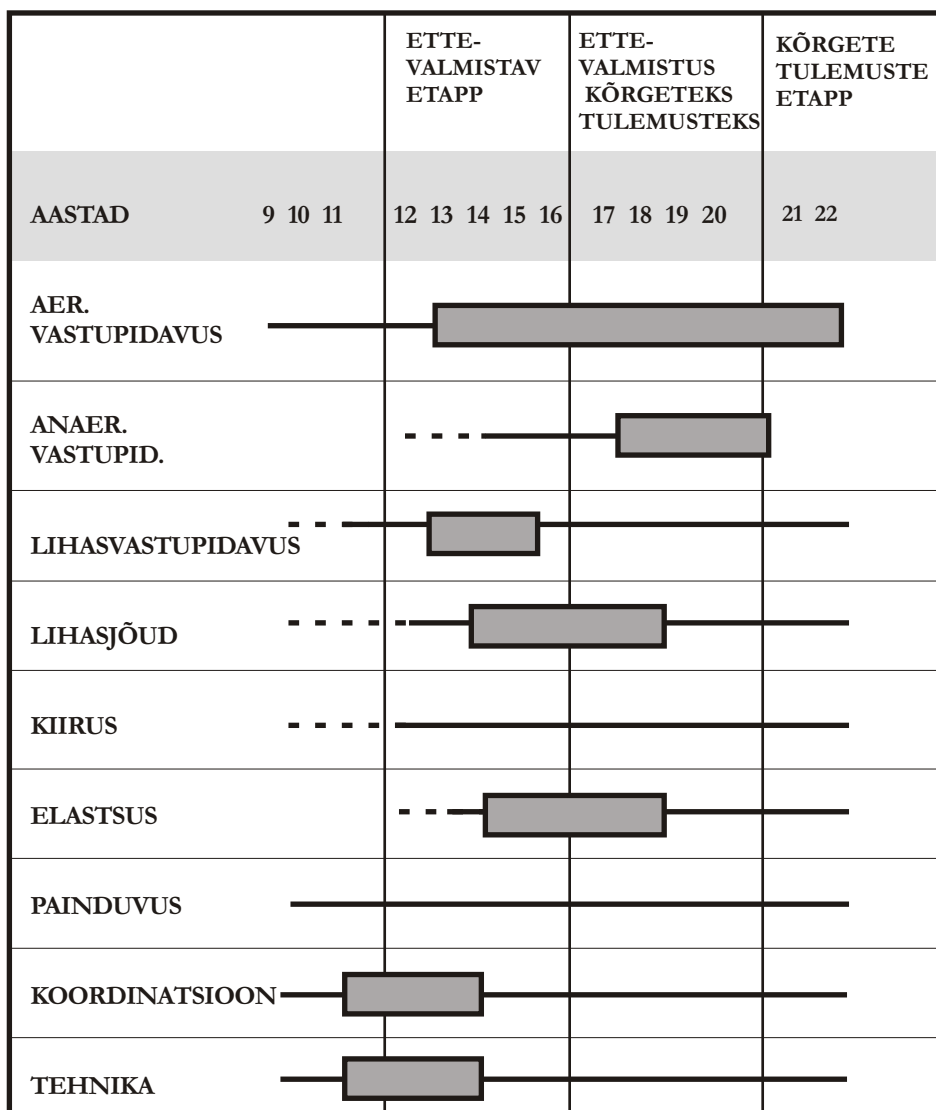 ETTE-
VALMISTAV
ETAPP
ETTE-
VALMISTUS
KÕRGETEKS
TULEMUSTEKS
KÕRGETE
TULEMUSTE
ETAPP
AASTAD 9 10 11 12 13 14 15 16 17 18 19 20 21 22
AER.
VASTUPIDAVUS
ANAER.
VASTUPID.
LIHASVASTUPIDAVUS
LIHASJÕUD
KIIRUS
ELASTSUS
PAINDUVUS
KOORDINATSIOON
TEHNIKA